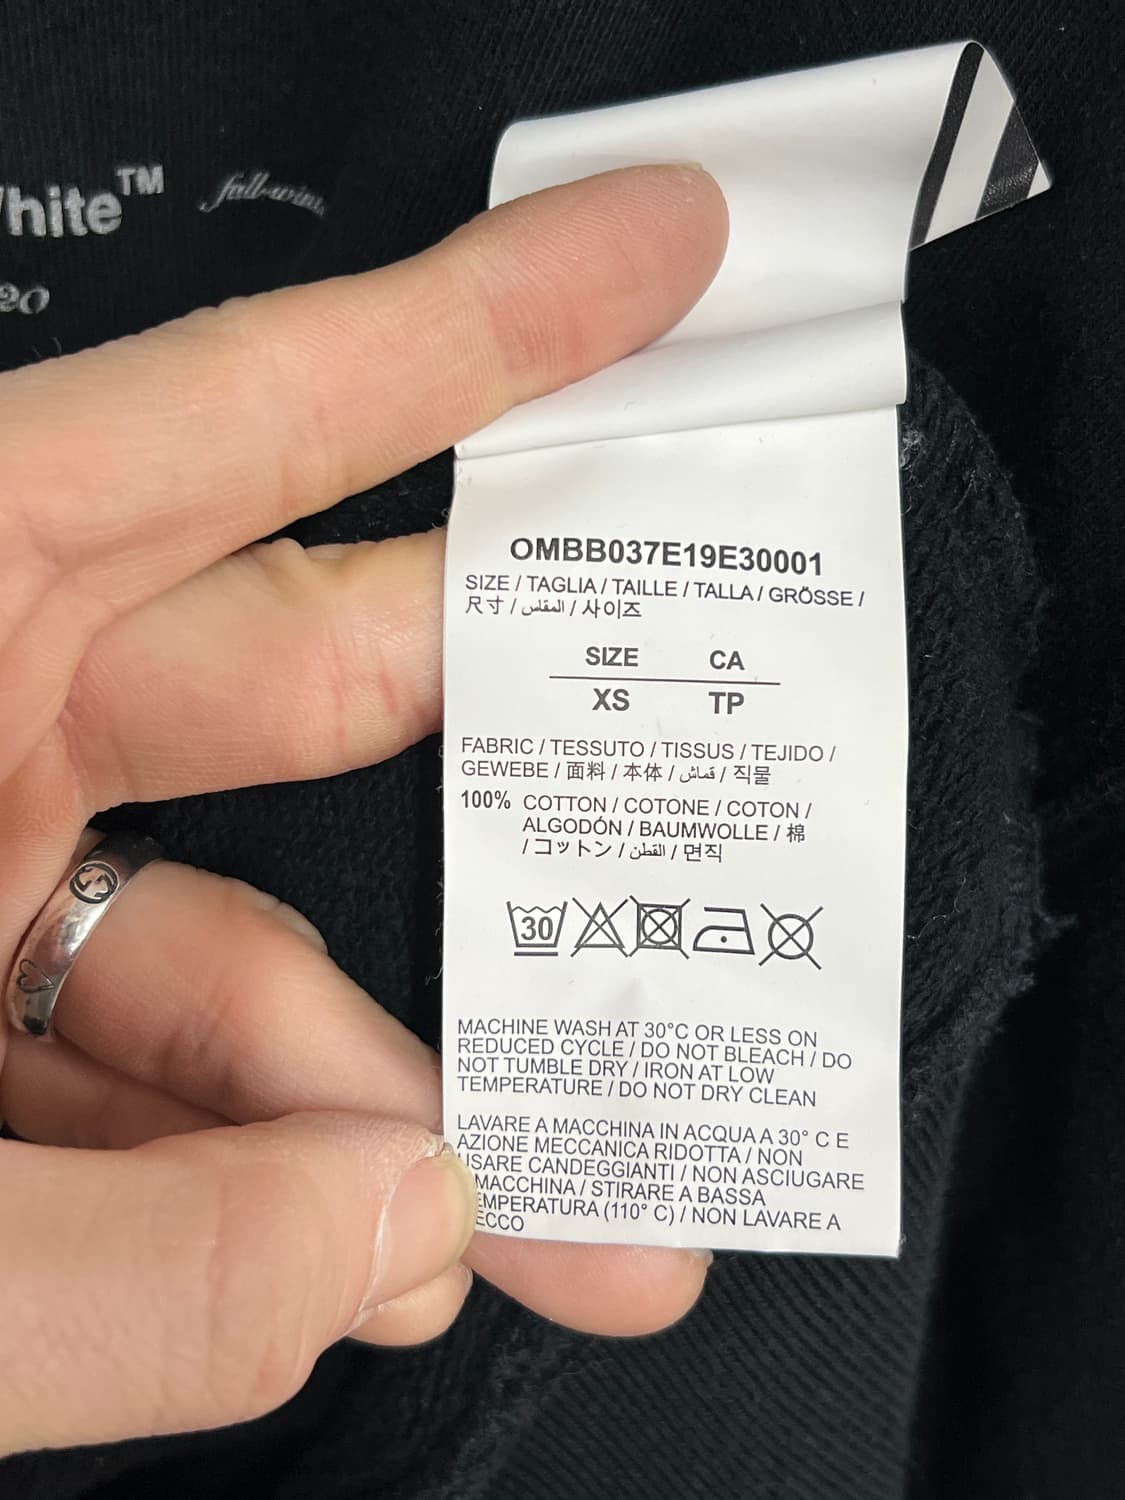 hite™
20
OMBB037E19E30001
SIZE / TAGLIA / TAILLE / TALLA / GRÖSSE /
尺寸 / المقاس / 사이즈
SIZE CA
XS TP
FABRIC / TESSUTO / TISSUS / TEJIDO /
GEWEBE / 面料 / 本体 / قماش / 직물
100% COTTON / COTONE / COTON /
ALGODÓN / BAUMWOLLE / 棉
/ コットン / القطن / 면직
30
MACHINE WASH AT 30°C OR LESS ON
REDUCED CYCLE / DO NOT BLEACH / DO
NOT TUMBLE DRY / IRON AT LOW
TEMPERATURE / DO NOT DRY CLEAN
LAVARE A MACCHINA IN ACQUA A 30° C E
AZIONE MECCANICA RIDOTTA / NON
USARE CANDEGGIANTI / NON ASCIUGARE
MACCHINA / STIRARE A BASSA
EMPERATURA (110° C) / NON LAVARE A
ECCO